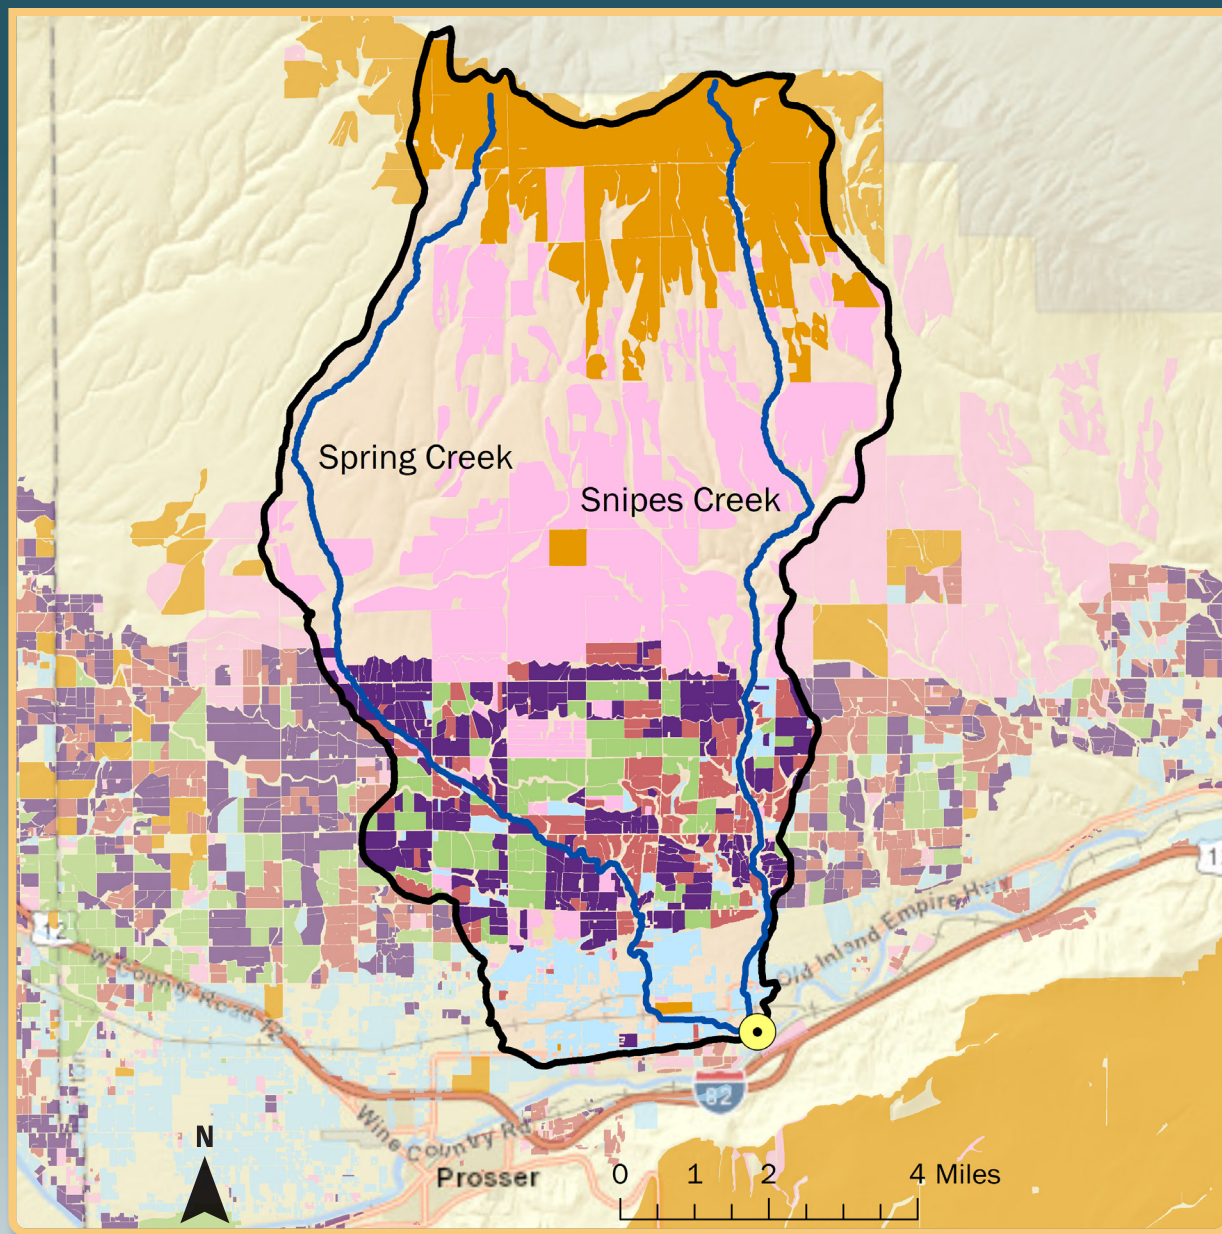 Spring Creek
Snipes Creek
12
W County Road 12
Old Inland Empire Hwy
82
Wine Country Rd
Prosser
N
0 1 2 4 Miles